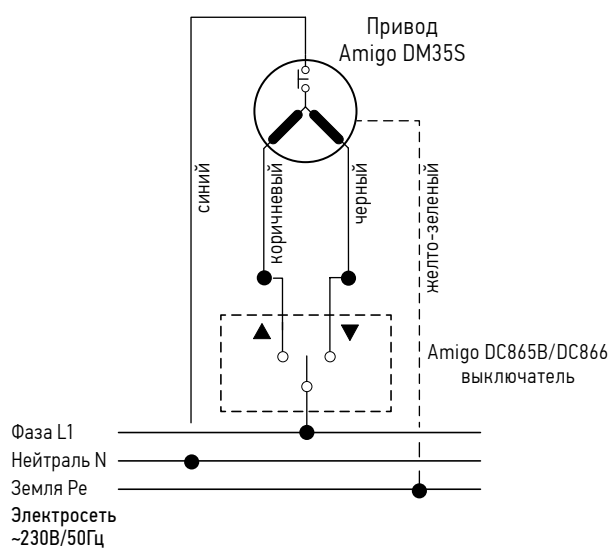 Привод
Amigo DM35S
синий
коричневый
черный
желто-зеленый
Amigo DC865B/DC866
выключатель
Фаза L1
Нейтраль N
Земля Pe
Электросеть
~230В/50Гц